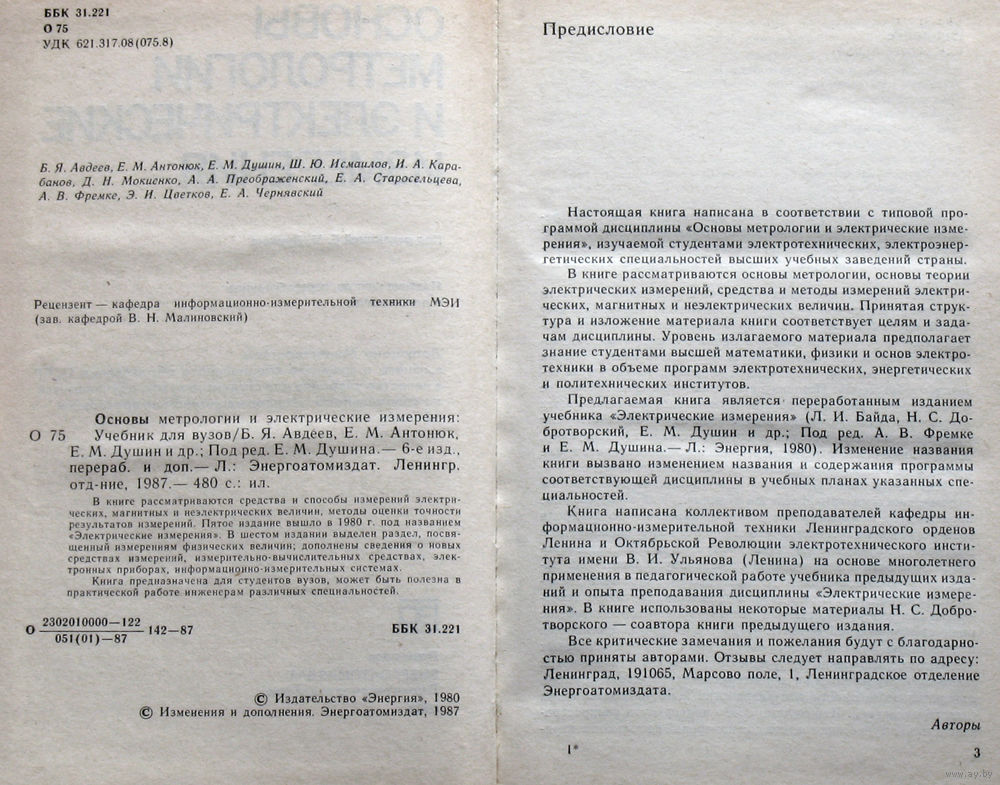 ББК 31.221
О 75
УДК 621.317.08(075.8)
Б. Я. Авдеев, Е. М. Антонюк, Е. М. Душин, Ш. Ю. Исмаилов, И. А. Кара-
банов, Д. Н. Мокиенко, А. А. Преображенский, Е. А. Старосельцева,
А. В. Фремке, Э. И. Цветков, Е. А. Чернявский
Рецензент — кафедра информационно-измерительной техники МЭИ
(зав. кафедрой В. Н. Малиновский)
Основы метрологии и электрические измерения:
О 75 Учебник для вузов/Б. Я. Авдеев, Е. М. Антонюк,
Е. М. Душин и др.; Под ред. Е. М. Душина.— 6-е изд.,
перераб. и доп.— Л.: Энергоатомиздат. Ленингр.
отд-ние, 1987.— 480 с.: ил.
В книге рассматриваются средства и способы измерений электри-
ческих, магнитных и неэлектрических величин, методы оценки точности
результатов измерений. Пятое издание вышло в 1980 г. под названием
«Электрические измерения». В шестом издании выделен раздел, посвя-
щенный измерениям физических величин; дополнены сведения о новых
средствах измерений, измерительно-вычислительных средствах, элек-
тронных приборах, информационно-измерительных системах.
Книга предназначена для студентов вузов, может быть полезна в
практической работе инженерам различных специальностей.
О 2302010000—122
051(01)—87 142—87 ББК 31.221
© Издательство «Энергия», 1980
© Изменения и дополнения. Энергоатомиздат, 1987
Предисловие
Настоящая книга написана в соответствии с типовой про-
граммой дисциплины «Основы метрологии и электрические изме-
рения», изучаемой студентами электротехнических, электроэнер-
гетических специальностей высших учебных заведений страны.
В книге рассматриваются основы метрологии, основы теории
электрических измерений, средства и методы измерений электри-
ческих, магнитных и неэлектрических величин. Принятая струк-
тура и изложение материала книги соответствует целям и зада-
чам дисциплины. Уровень излагаемого материала предполагает
знание студентами высшей математики, физики и основ электро-
техники в объеме программ электротехнических, энергетических
и политехнических институтов.
Предлагаемая книга является переработанным изданием
учебника «Электрические измерения» (Л. И. Байда, Н. С. До-
бротворский, Е. М. Душин и др.; Под ред. А. В. Фремке
и Е. М. Душина.— Л.: Энергия, 1980). Изменение названия
книги вызвано изменением названия и содержания программы
соответствующей дисциплины в учебных планах указанных спе-
циальностей.
Книга написана коллективом преподавателей кафедры ин-
формационно-измерительной техники Ленинградского орденов
Ленина и Октябрьской Революции электротехнического инсти-
тута имени В. И. Ульянова (Ленина) на основе многолетнего
применения в педагогической работе учебника предыдущих изда-
ний и опыта преподавания дисциплины «Электрические измере-
ния». В книге использованы некоторые материалы Н. С. Добро-
творского — соавтора книги предыдущего издания.
Все критические замечания и пожелания будут с благодарно-
стью приняты авторами. Отзывы следует направлять по адресу:
Ленинград, 191065, Марсово поле, 1, Ленинградское отделение
Энергоатомиздата.
Авторы
1*
3
www.ay.by